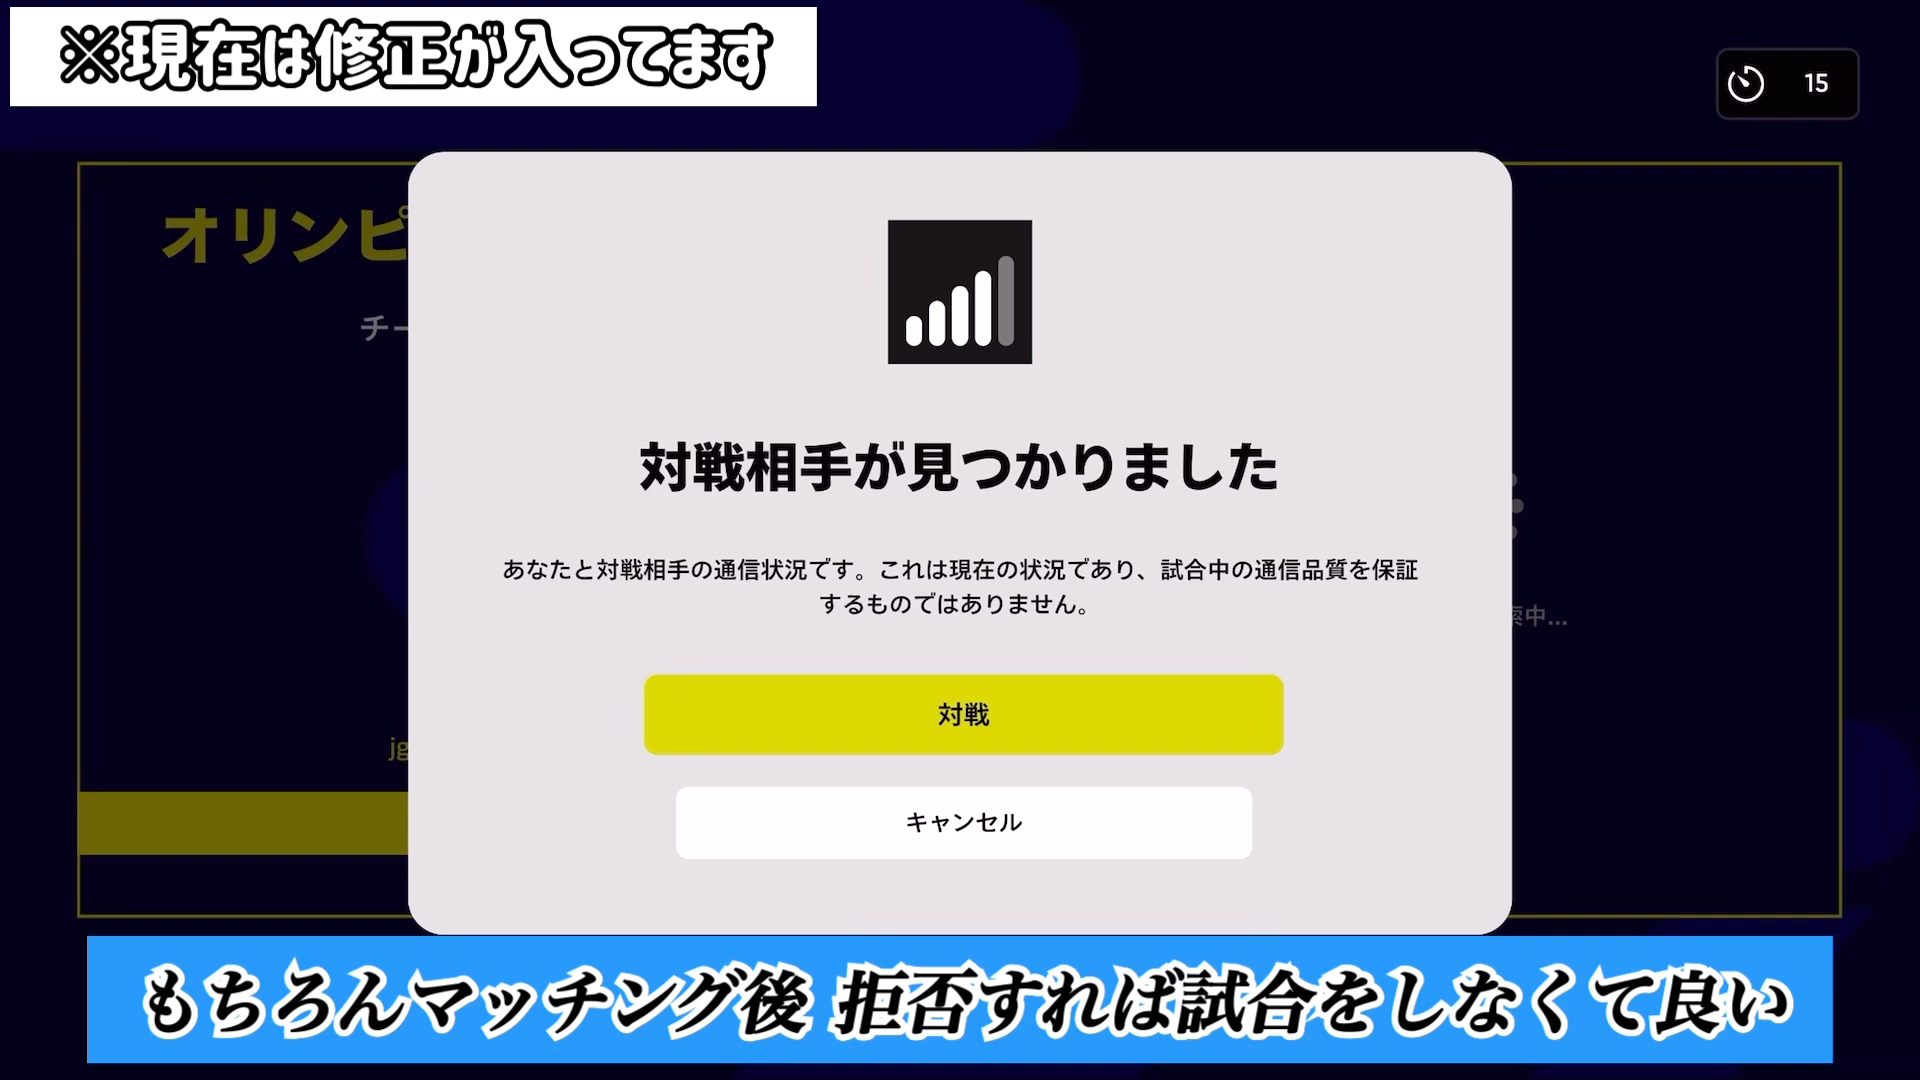 ※現在は修正が入ってます
15
オリンピ
チー
対戦相手が見つかりました
あなたと対戦相手の通信状況です。これは現在の状況であり、試合中の通信品質を保証
するものではありません。
索中...
対戦
jg
キャンセル
もちろんマッチング後 拒否すれば試合をしなくて良い